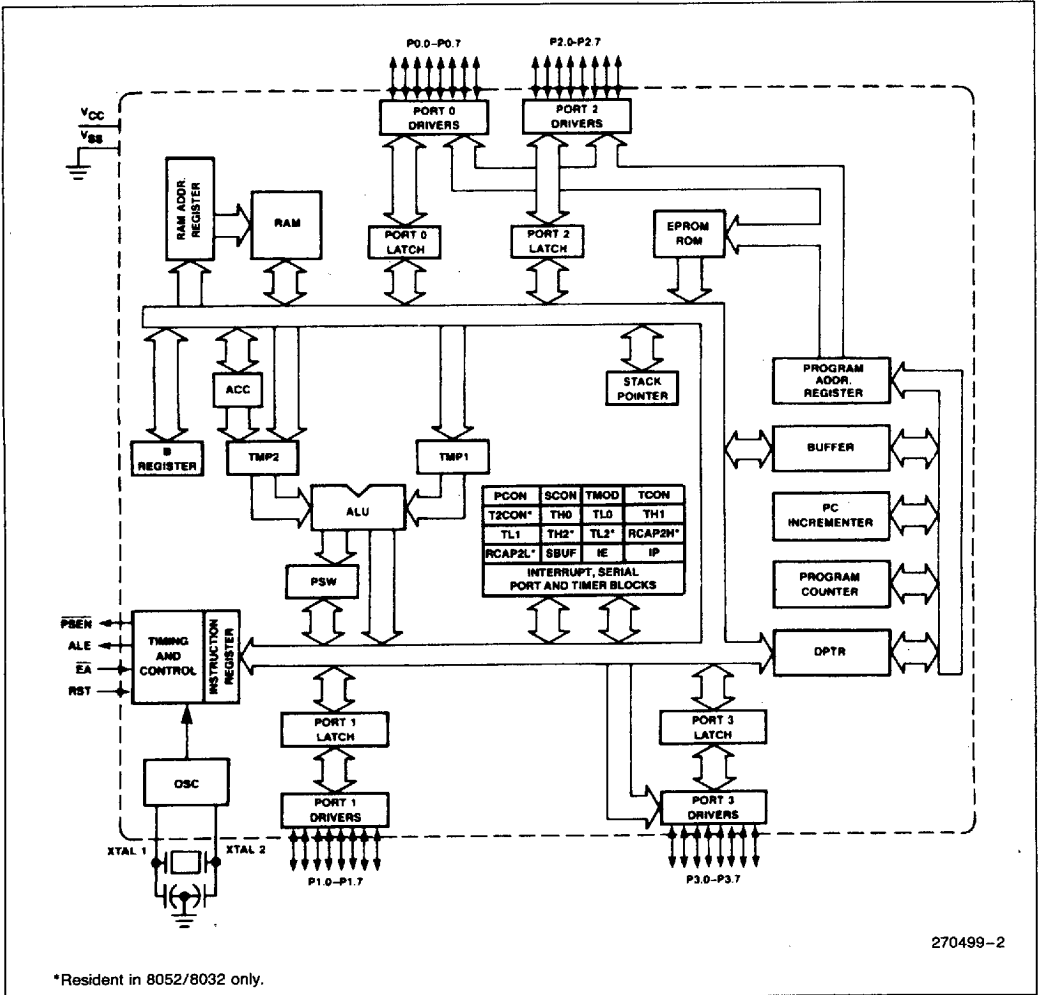 P0.0–P0.7
P2.0-P2.7
VCC
VSS
PORT 0
DRIVERS
PORT 2
DRIVERS
RAM ADDR.
REGISTER
RAM
PORT 0
LATCH
PORT 2
LATCH
EPROM
ROM
ACC
STACK
POINTER
PROGRAM
ADDR.
REGISTER
B
REGISTER
TMP2
TMP1
BUFFER
ALU
PCON SCON TMOD TCON
T2CON* TH0 TL0 TH1
TL1 TH2* TL2* RCAP2H*
RCAP2L* SBUF IE IP
INTERRUPT, SERIAL
PORT AND TIMER BLOCKS
PC
INCREMENTER
PSW
PROGRAM
COUNTER
PSEN
ALE
EA
RST
TIMING
AND
CONTROL
INSTRUCTION
REGISTER
DPTR
PORT 1
LATCH
PORT 3
LATCH
OSC
PORT 1
DRIVERS
PORT 3
DRIVERS
XTAL 1
XTAL 2
P1.0–P1.7
P3.0–P3.7
270499–2
*Resident in 8052/8032 only.